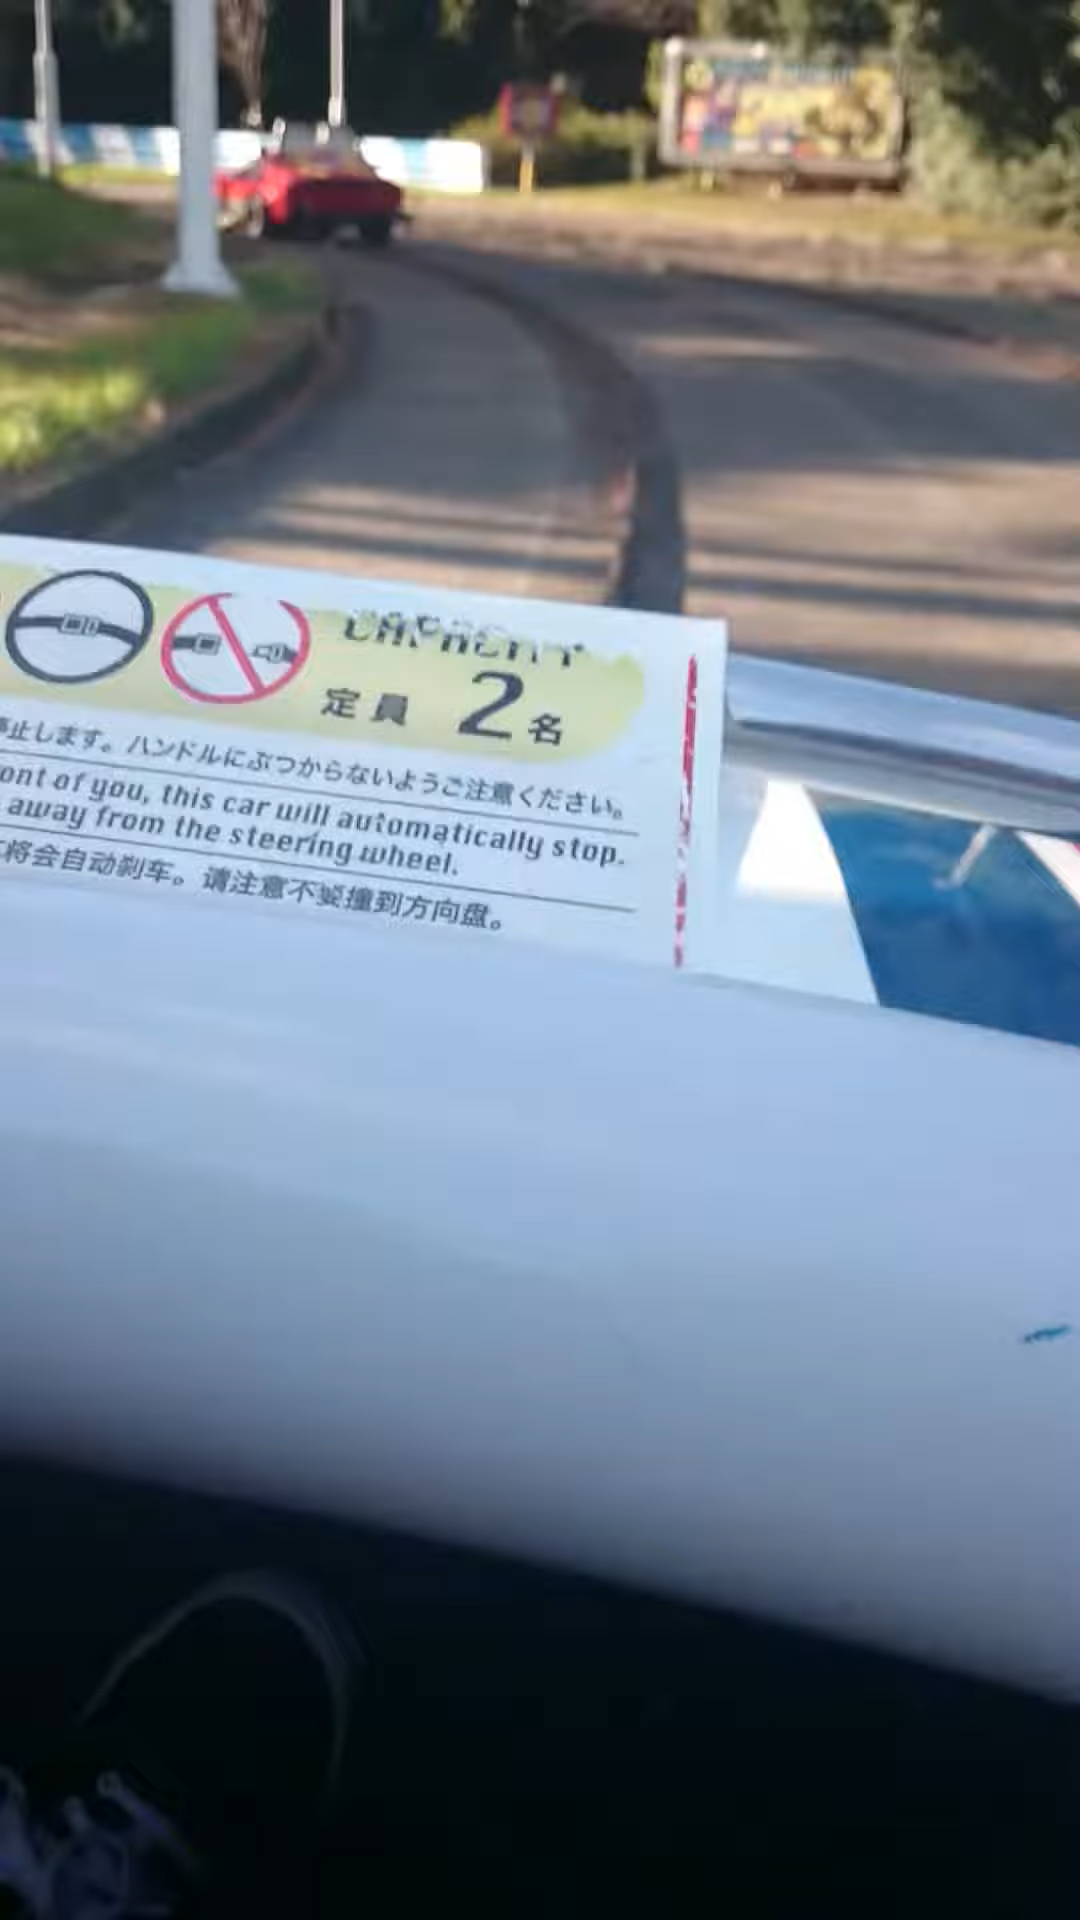 CAPACITY
定員 2名
停止します。ハンドルにぶつからないようご注意ください。
ont of you, this car will automatically stop.
away from the steering wheel.
将会自动刹车。请注意不要撞到方向盘。